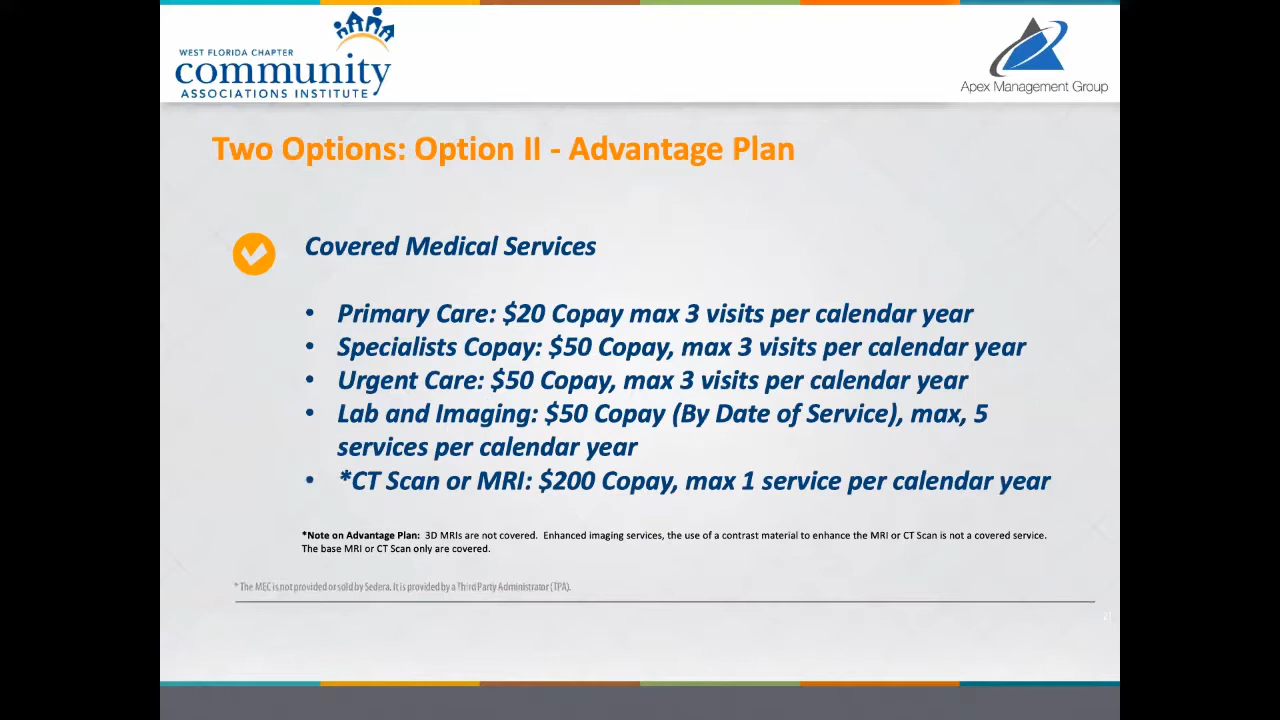 WEST FLORIDA CHAPTER
community
ASSOCIATIONS INSTITUTE
Apex Management Group
Two Options: Option II - Advantage Plan
Covered Medical Services
• Primary Care: $20 Copay max 3 visits per calendar year
• Specialists Copay: $50 Copay, max 3 visits per calendar year
• Urgent Care: $50 Copay, max 3 visits per calendar year
• Lab and Imaging: $50 Copay (By Date of Service), max, 5
services per calendar year
• *CT Scan or MRI: $200 Copay, max 1 service per calendar year
*Note on Advantage Plan: 3D MRIs are not covered. Enhanced imaging services, the use of a contrast material to enhance the MRI or CT Scan is not a covered service.
The base MRI or CT Scan only are covered.
* The MEC is not provided or sold by Sedera. It is provided by a Third Party Administrator (TPA).
21